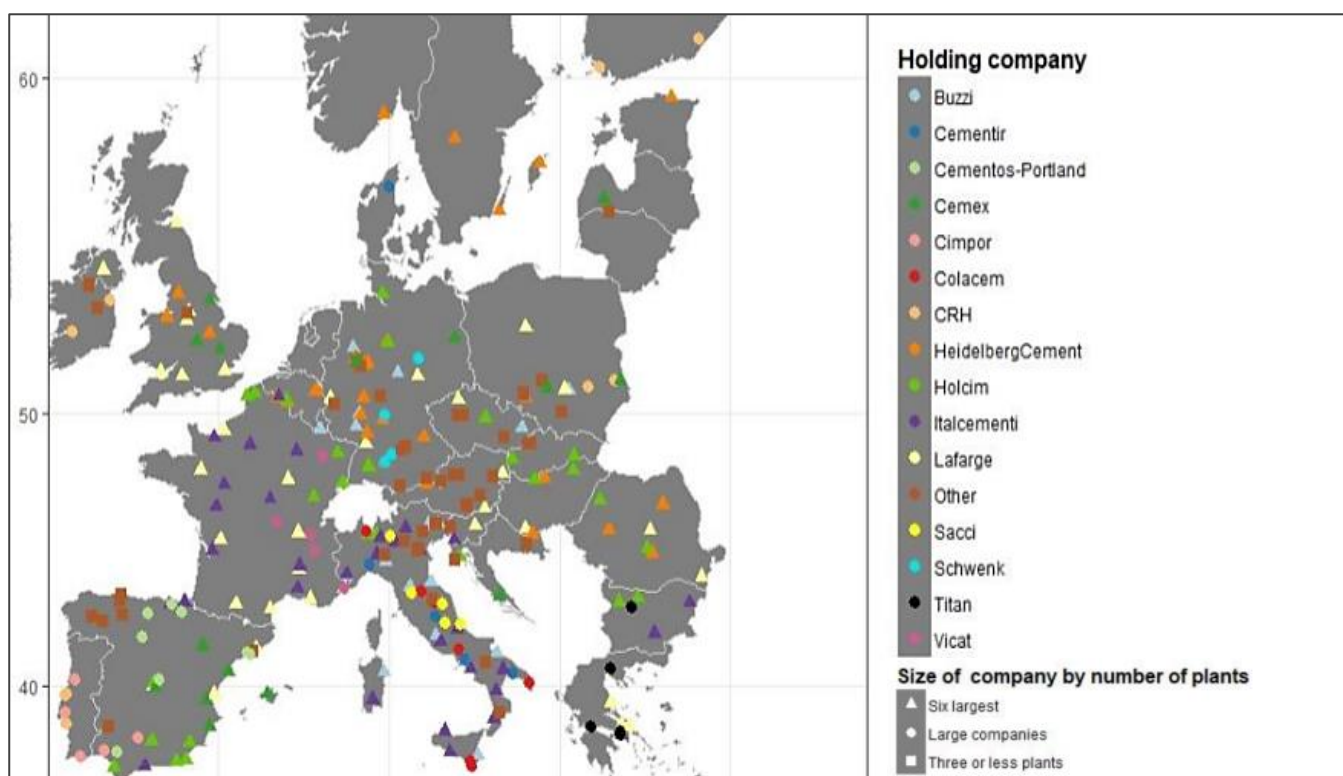 60
50
40
Holding company
Buzzi
Cementir
Cementos-Portland
Cemex
Cimpor
Colacem
CRH
HeidelbergCement
Holcim
Italcementi
Lafarge
Other
Sacci
Schwenk
Titan
Vicat
Size of company by number of plants
Six largest
Large companies
Three or less plants